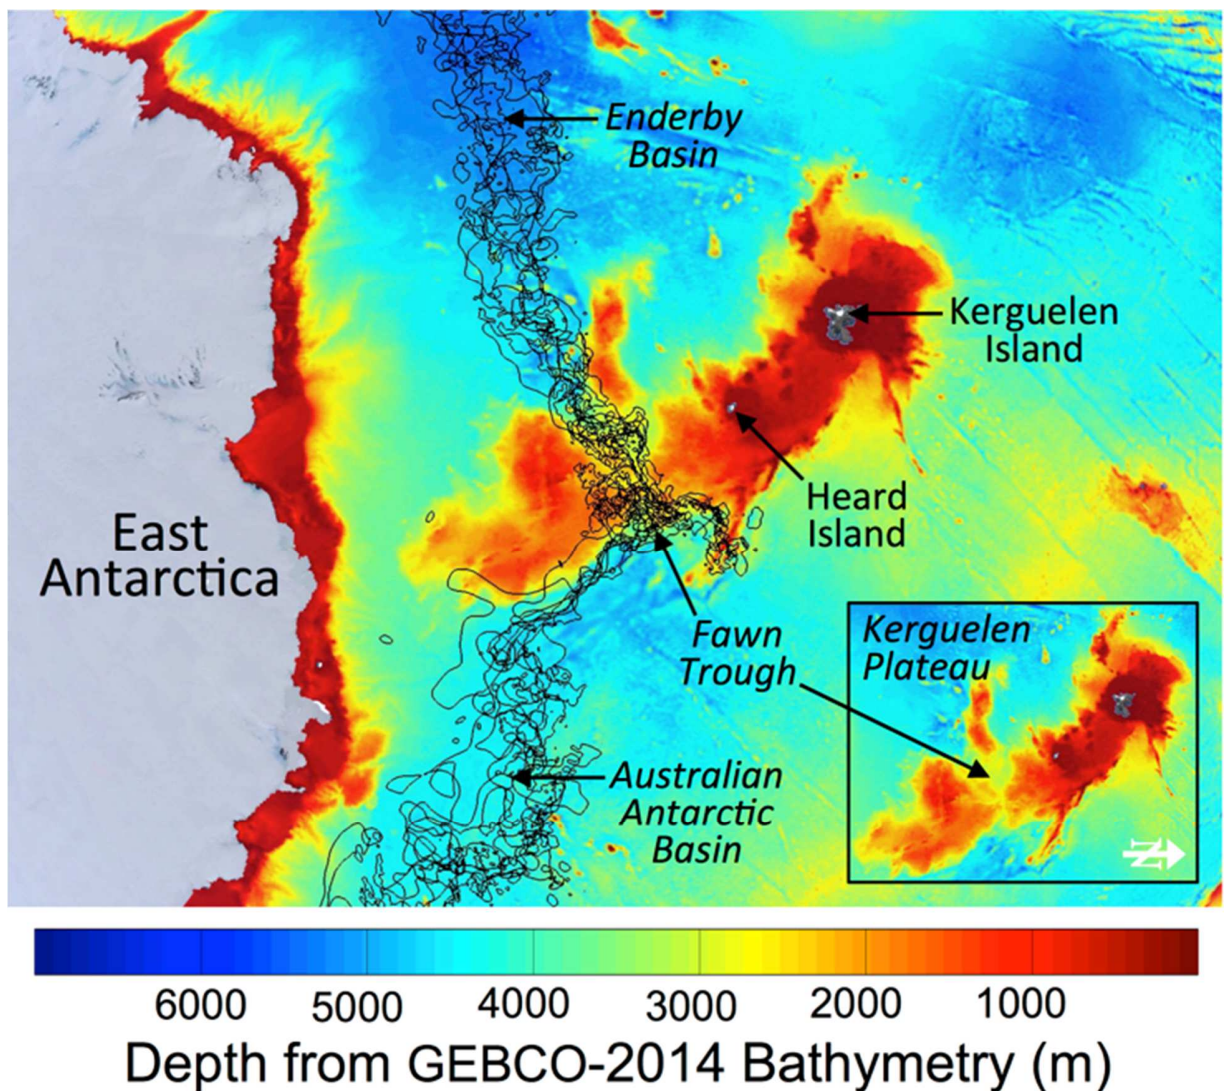 Enderby
Basin
Kerguelen
Island
Heard
Island
East
Antarctica
Fawn
Trough
Kerguelen
Plateau
Australian
Antarctic
Basin
N
6000 5000 4000 3000 2000 1000
Depth from GEBCO-2014 Bathymetry (m)